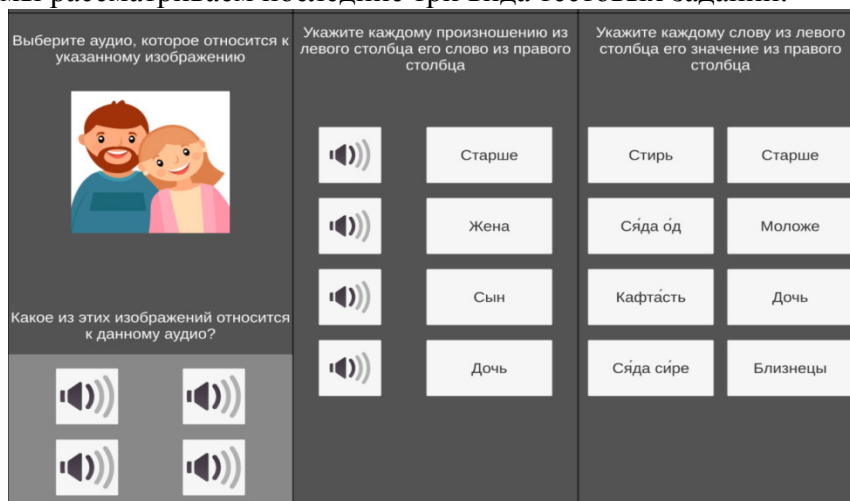 мы рассматриваем последние три вида тестовых заданий.
Выберите аудио, которое относится к
указанному изображению
Какое из этих изображений относится
к данному аудио?
Укажите каждому произношению из
левого столбца его слово из правого
столбца
Старше
Жена
Сын
Дочь
Укажите каждому слову из левого
столбца его значение из правого
столбца
Стирь
Старше
Ся́да о́д
Моложе
Кафта́сть
Дочь
Ся́да си́ре
Близнецы